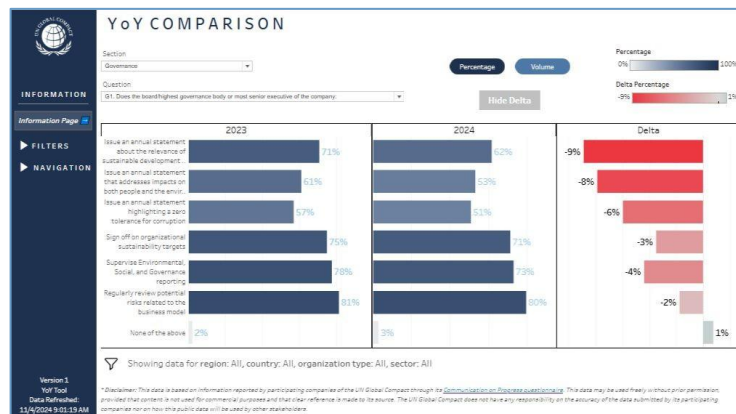 UN GLOBAL COMPACT
YoY COMPARISON
Section
Governance
Question
G1. Does the board/highest governance body or most senior executive of the company:
Percentage
Volume
Hide Delta
Percentage
0%
100%
Delta Percentage
-9%
1%
INFORMATION
Information Page
FILTERS
NAVIGATION
2023
2024
Delta
Issue an annual statement
about the relevance of
sustainable development ..
71%
62%
-9%
Issue an annual statement
that addresses impacts on
both people and the envir..
61%
53%
-8%
Issue an annual statement
highlighting a zero
tolerance for corruption
57%
51%
-6%
Sign off on organizational
sustainability targets
75%
71%
-3%
Supervise Environmental,
Social, and Governance
reporting
78%
73%
-4%
Regularly review potential
risks related to the
business model
81%
80%
-2%
None of the above
2%
3%
1%
Showing data for region: All, country: All, organization type: All, sector: All
Version 1
YoY Tool
Data Refreshed:
11/4/2024 9:01:19 AM
* Disclaimer: This data is based on information reported by participating companies of the UN Global Compact through its Communication on Progress questionnaire. This data may be used freely without prior permission,
provided that content is not used for commercial purposes and that clear reference is made to its source. The UN Global Compact does not have any responsibility on the accuracy of the data submitted by its participating
companies nor on how this public data will be used by other stakeholders.